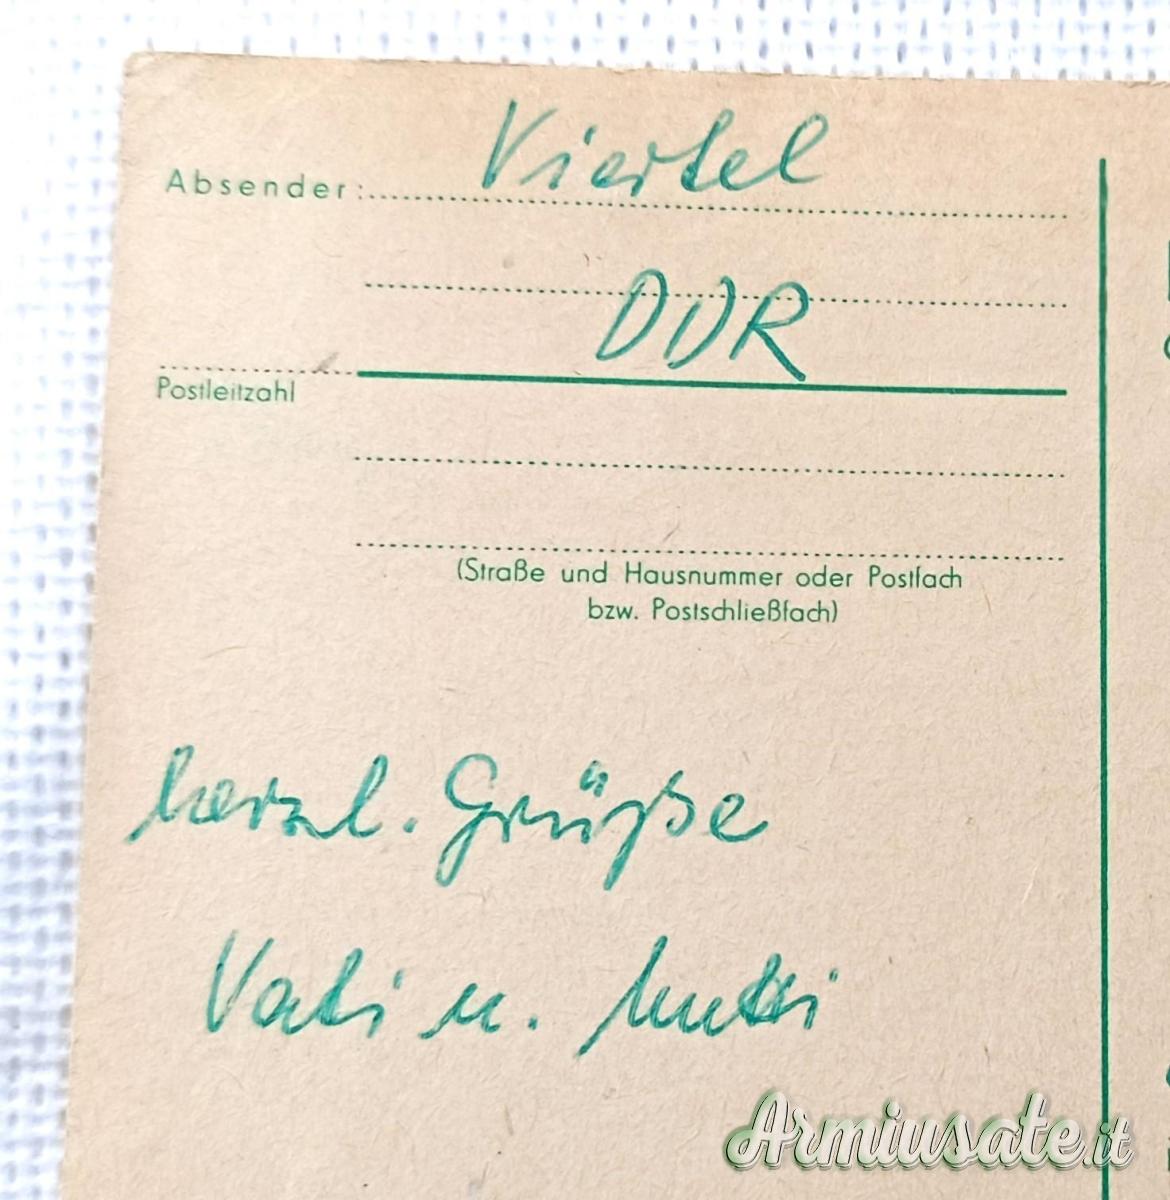 Viertel
Absender:
DDR
Postleitzahl
(Straße und Hausnummer oder Postfach
bzw. Postschließfach)
herzl. Grüße
Vati u. Mutti
Armiusate.it